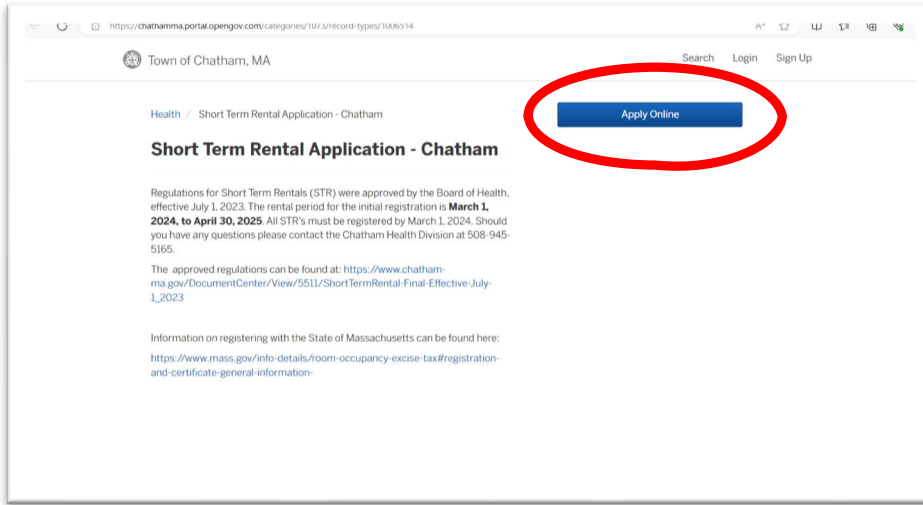 https://chathamma.portal.opengov.com/categories/1073/record-types/1006514
Town of Chatham, MA
Search Login Sign Up
Health / Short Term Rental Application - Chatham
Apply Online
Short Term Rental Application - Chatham
Regulations for Short Term Rentals (STR) were approved by the Board of Health,
effective July 1, 2023. The rental period for the initial registration is March 1,
2024, to April 30, 2025. All STR's must be registered by March 1, 2024. Should
you have any questions please contact the Chatham Health Division at 508-945-
5165.
The approved regulations can be found at: https://www.chatham-
ma.gov/DocumentCenter/View/5511/ShortTermRental-Final-Effective-July-
1_2023
Information on registering with the State of Massachusetts can be found here:
https://www.mass.gov/info-details/room-occupancy-excise-tax#registration-
and-certificate-general-information-